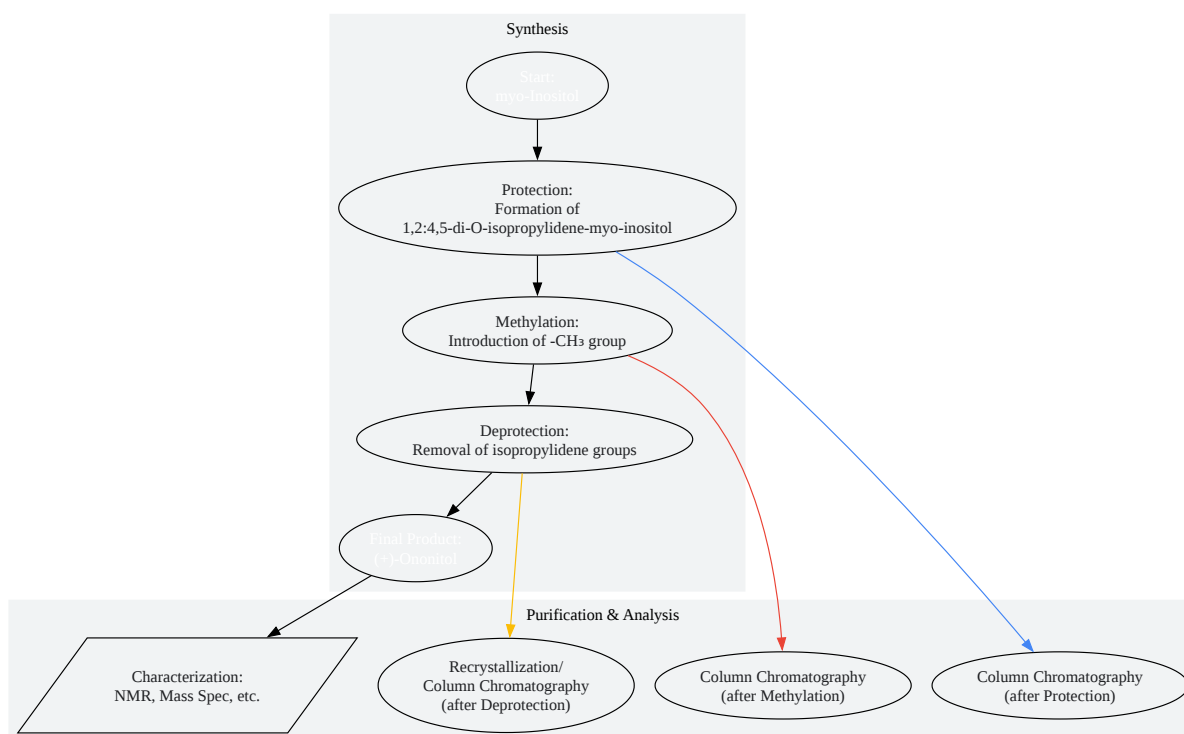 Synthesis
Start:
myo-Inositol
Protection:
Formation of
1,2:4,5-di-O-isopropylidene-myo-inositol
Methylation:
Introduction of -CH₃ group
Deprotection:
Removal of isopropylidene groups
Final Product:
(+)-Ononitol
Purification & Analysis
Characterization:
NMR, Mass Spec, etc.
Recrystallization/
Column Chromatography
(after Deprotection)
Column Chromatography
(after Methylation)
Column Chromatography
(after Protection)